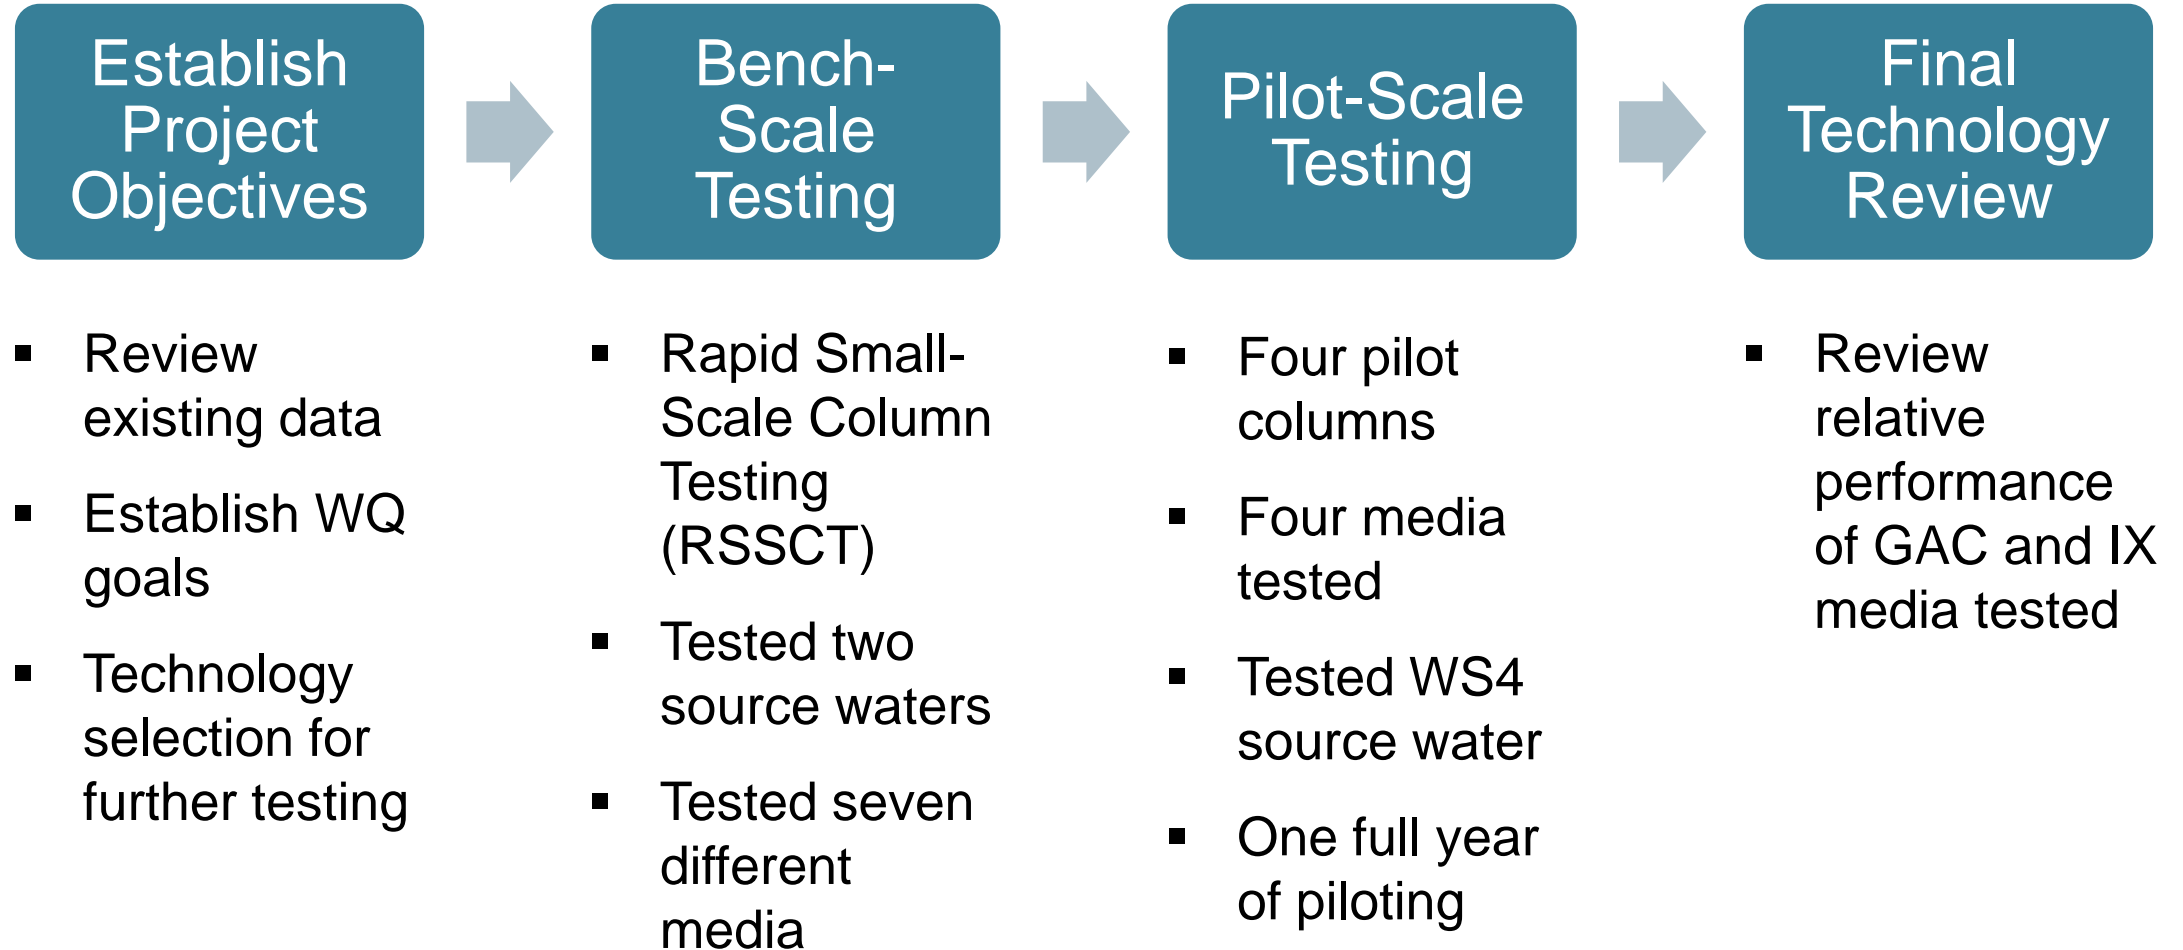 Establish
Project
Objectives
Bench-
Scale
Testing
Pilot-Scale
Testing
Final
Technology
Review
▪ Review
existing data
▪ Establish WQ
goals
▪ Technology
selection for
further testing
▪ Rapid Small-
Scale Column
Testing
(RSSCT)
▪ Tested two
source waters
▪ Tested seven
different
media
▪ Four pilot
columns
▪ Four media
tested
▪ Tested WS4
source water
▪ One full year
of piloting
▪ Review
relative
performance
of GAC and IX
media tested